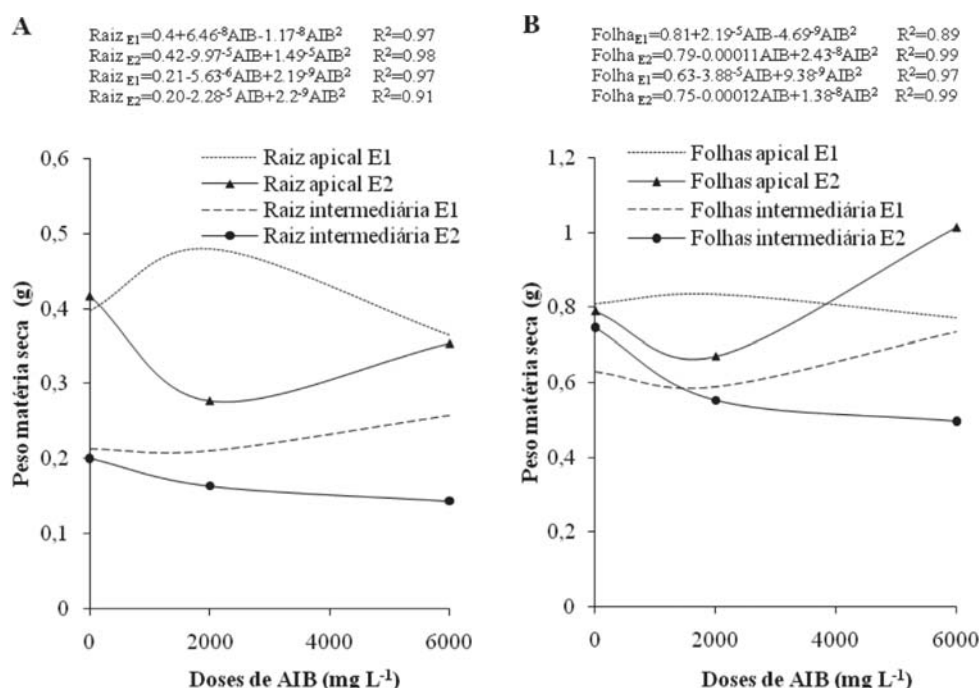 A
Raiz E1=0.4+6.46⁻⁸AIB-1.17⁻⁸AIB² R²=0.97
Raiz E2=0.42-9.97⁻⁵AIB+1.49⁻⁵AIB² R²=0.98
Raiz E1=0.21-5.63⁻⁶AIB+2.19⁻⁹AIB² R²=0.97
Raiz E2=0.20-2.28⁻⁵AIB+2.2⁻⁹AIB² R²=0.91
Peso matéria seca (g)
0,6
0,5
0,4
0,3
0,2
0,1
0
Raiz apical E1
Raiz apical E2
Raiz intermediária E1
Raiz intermediária E2
0 2000 4000 6000
Doses de AIB (mg L⁻¹)
B
Folha E1=0.81+2.19⁻⁵AIB-4.69⁻⁹AIB² R²=0.89
Folha E2=0.79-0.00011AIB+2.43⁻⁸AIB² R²=0.99
Folha E1=0.63-3.88⁻⁵AIB+9.38⁻⁹AIB² R²=0.97
Folha E2=0.75-0.00012AIB+1.38⁻⁸AIB² R²=0.99
Peso matéria seca (g)
1,2
1
0,8
0,6
0,4
0,2
0
Folhas apical E1
Folhas apical E2
Folhas intermediária E1
Folhas intermediária E2
0 2000 4000 6000
Doses de AIB (mg L⁻¹)